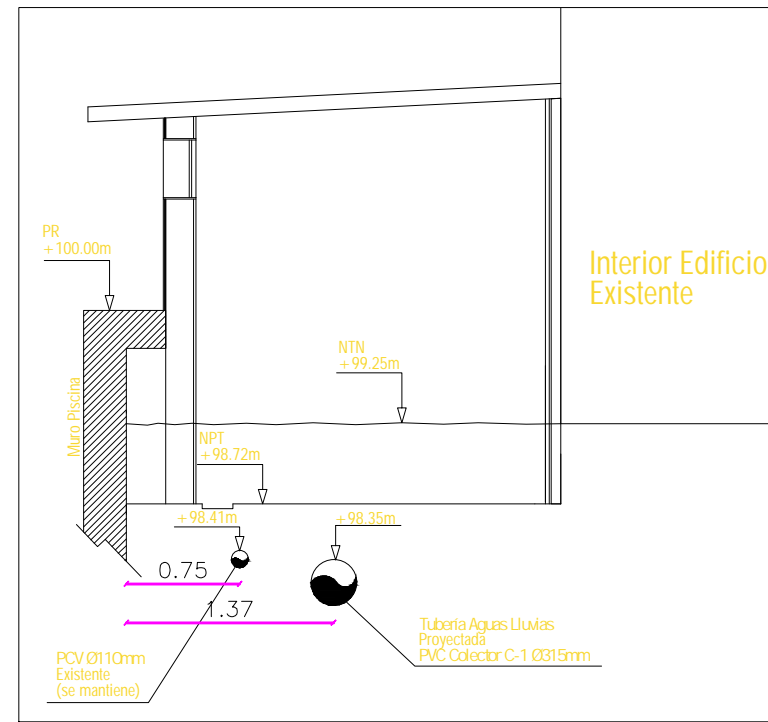 PR
+100.00m
Interior Edificio
Existente
NTN
+99.25m
Muro Piscina
NPT
+98.72m
+98.41m
+98.35m
0.75
1.37
Tubería Aguas Lluvias
Proyectada
PVC Colector C-1 Ø315mm
PCV Ø110mm
Existente
(se mantiene)